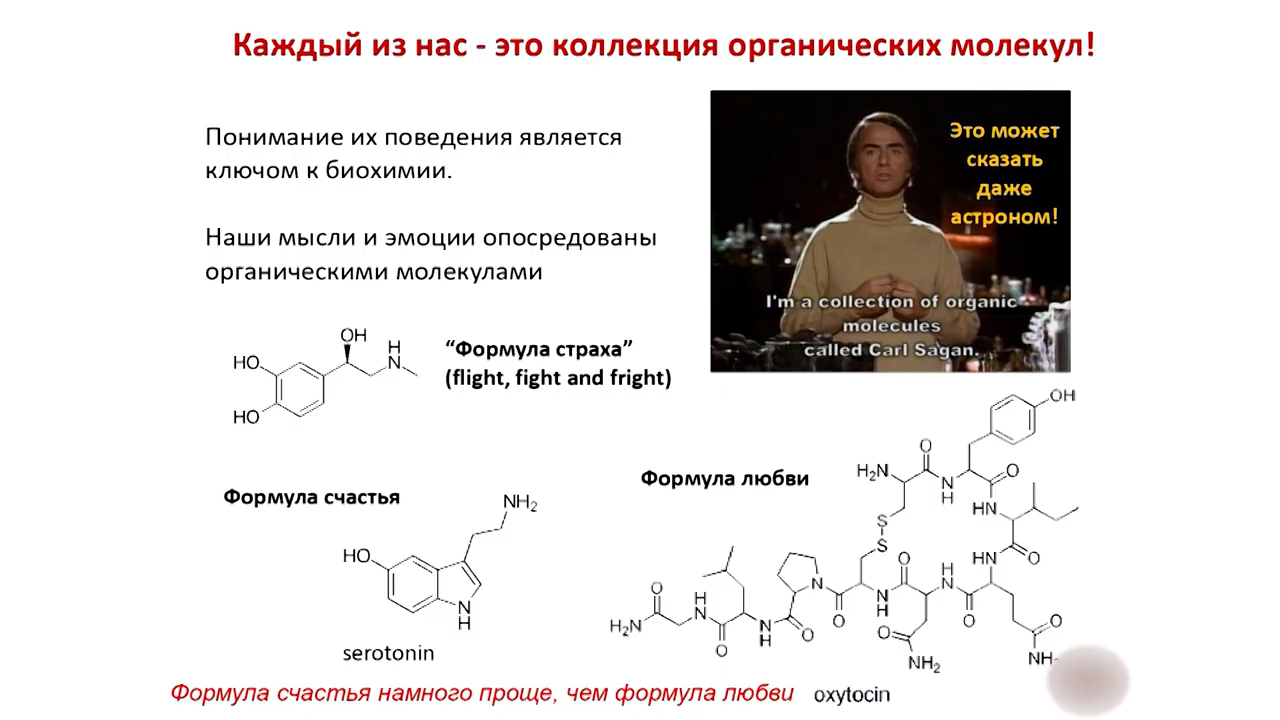 Каждый из нас - это коллекция органических молекул!
Понимание их поведения является
ключом к биохимии.
Наши мысли и эмоции опосредованы
органическими молекулами
Это может
сказать
даже
астроном!
I'm a collection of organic
molecules
called Carl Sagan.
OH
HO
H
N
HO
“Формула страха”
(flight, fight and fright)
Формула счастья
NH2
HO
N
H
serotonin
Формула любви
OH
O
H2N
O
N
H
HN
S
S
O
HN
O
H
N
O
N
H
N
O
H2N
O
N
H
O
O
N
H
O
O
NH2
O
NH
Формула счастья намного проще, чем формула любви
oxytocin